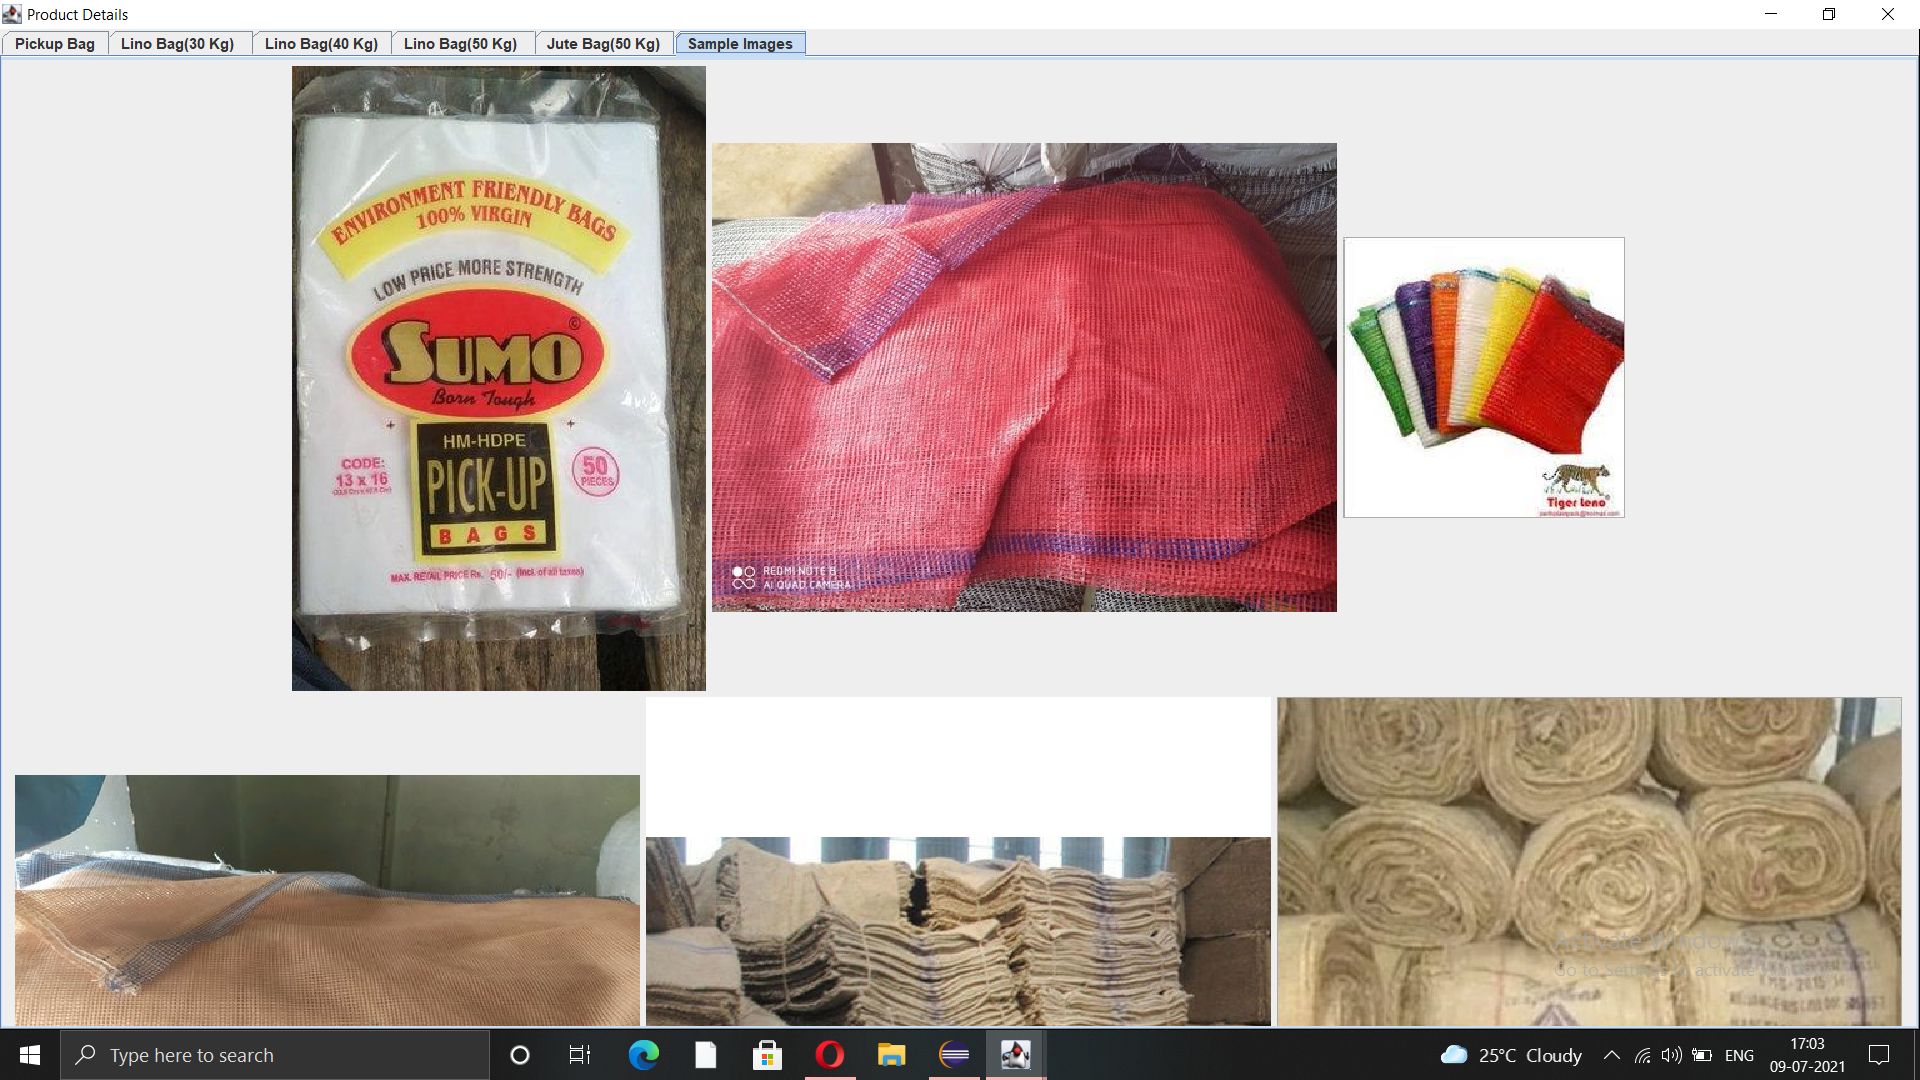 Product Details
Pickup Bag
Lino Bag(30 Kg)
Lino Bag(40 Kg)
Lino Bag(50 Kg)
Jute Bag(50 Kg)
Sample Images
ENVIRONMENT FRIENDLY BAGS
100% VIRGIN
LOW PRICE MORE STRENGTH
SUMO ©
Born Tough
HM-HDPE
PICK-UP
BAGS
CODE:
13 x 16
50
PIECES
MAX. RETAIL PRICE Rs. 50/- (Incl. of all taxes)
REDMI NOTE 8
AI QUAD CAMERA
Tiger Leno
Activate Windows
Go to Settings to activate
Type here to search
25°C Cloudy
ENG
17:03
09-07-2021